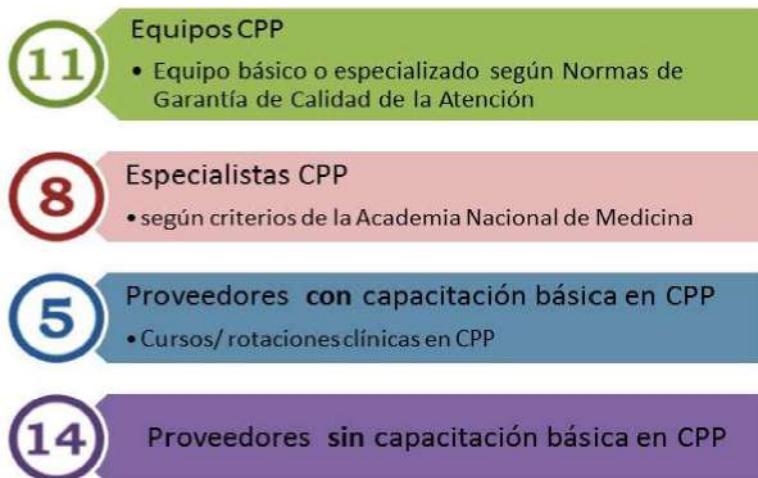 11
Equipos CPP
• Equipo básico o especializado según Normas de
Garantía de Calidad de la Atención
8
Especialistas CPP
• según criterios de la Academia Nacional de Medicina
5
Proveedores con capacitación básica en CPP
• Cursos/ rotaciones clínicas en CPP
14
Proveedores sin capacitación básica en CPP